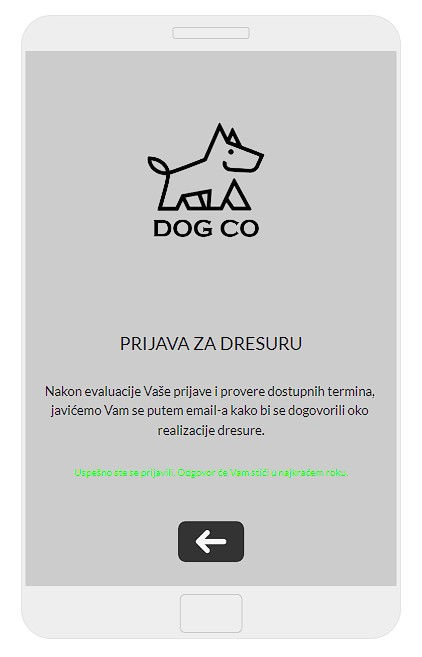 DOG CO
PRIJAVA ZA DRESURU
Nakon evaluacije Vaše prijave i provere dostupnih termina,
javićemo Vam se putem email-a kako bi se dogovorili oko
realizacije dresure.
Uspešno ste se prijavili. Odgovor će Vam stići u najkraćem roku.